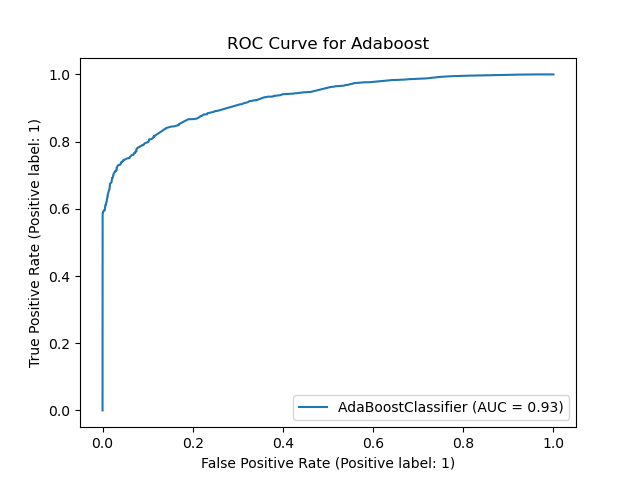 ROC Curve for Adaboost
1.0
0.8
0.6
0.4
0.2
0.0
True Positive Rate (Positive label: 1)
AdaBoostClassifier (AUC = 0.93)
0.0 0.2 0.4 0.6 0.8 1.0
False Positive Rate (Positive label: 1)